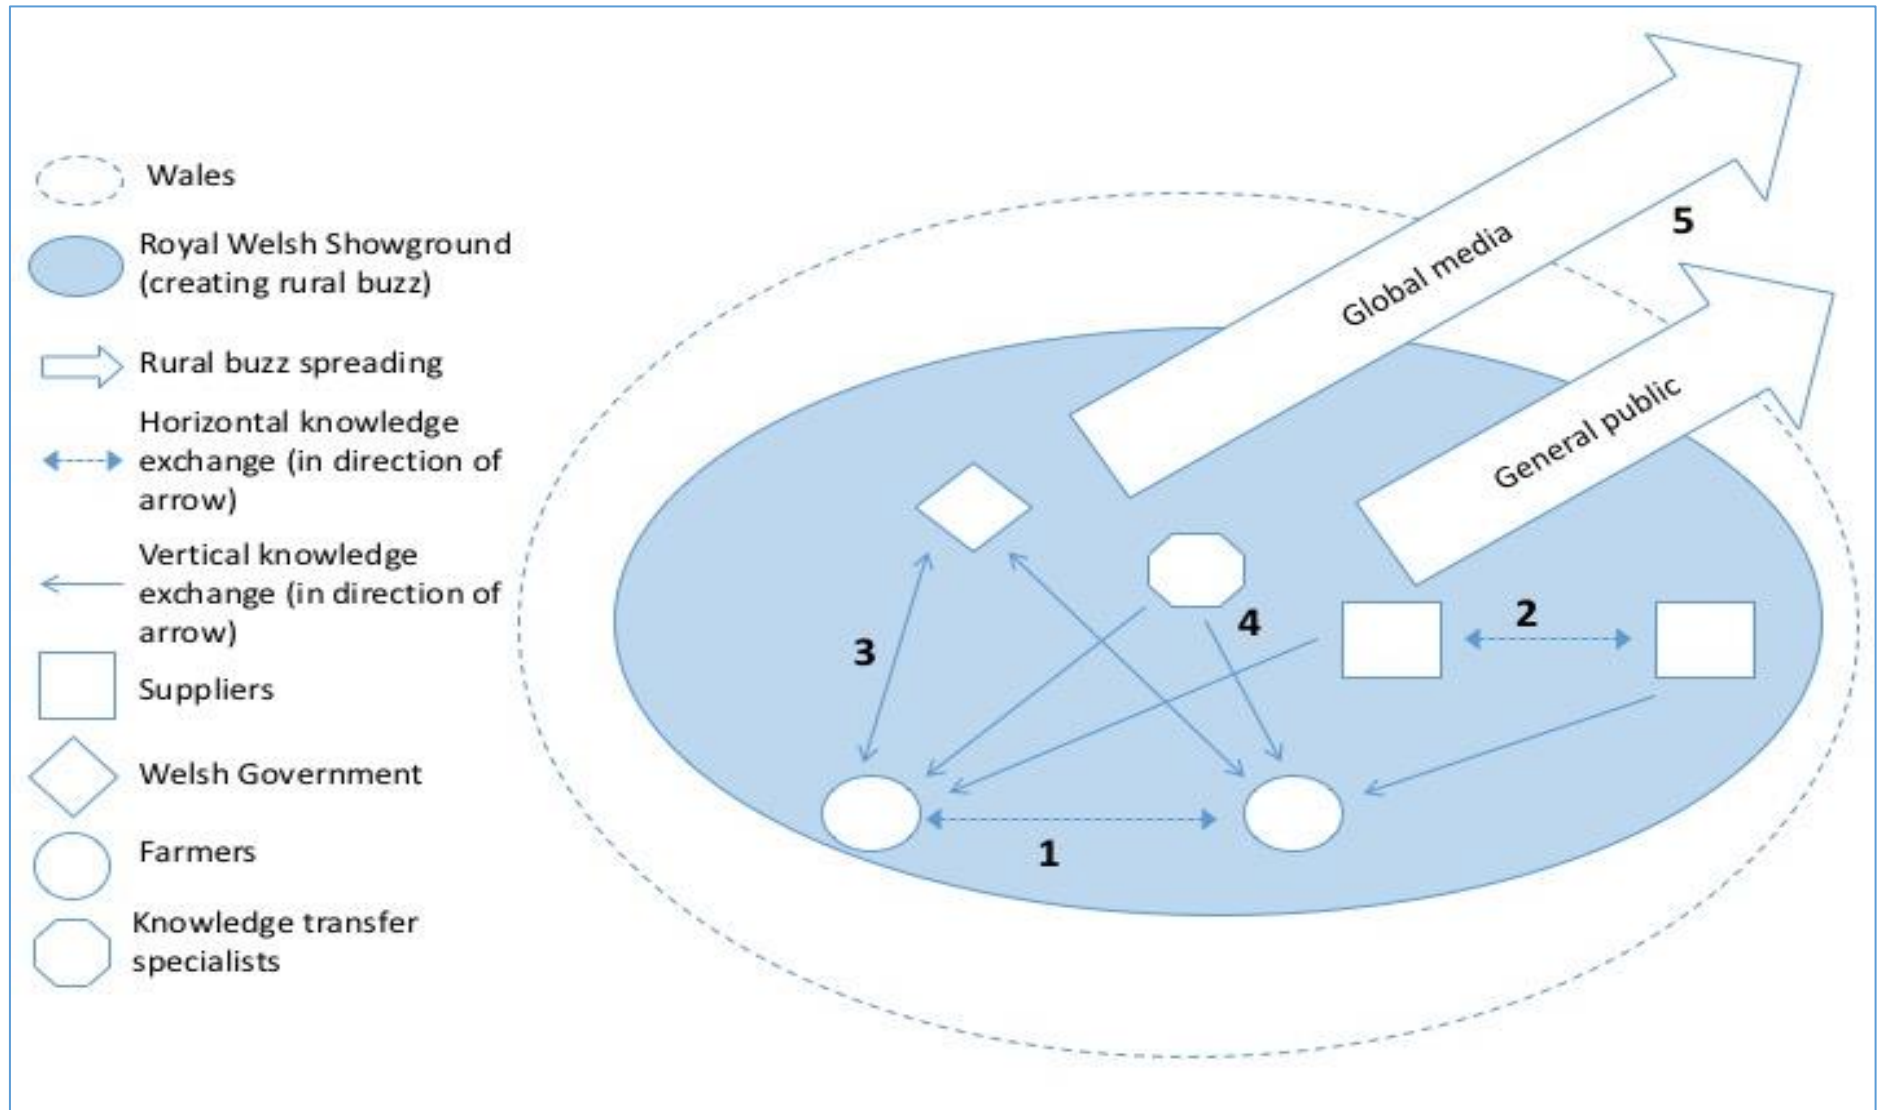 Wales
Royal Welsh Showground
(creating rural buzz)
Rural buzz spreading
Horizontal knowledge
exchange (in direction of
arrow)
Vertical knowledge
exchange (in direction of
arrow)
Suppliers
Welsh Government
Farmers
Knowledge transfer
specialists
Global media
5
General public
4
2
3
1